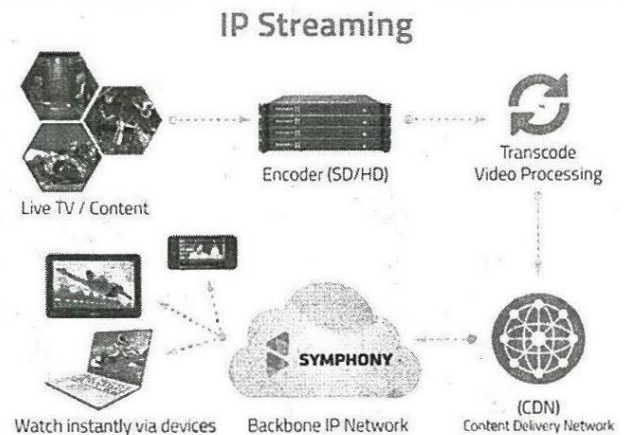 IP Streaming
Live TV / Content
Encoder (SD/HD)
Transcode
Video Processing
Watch instantly via devices
SYMPHONY
Backbone IP Network
(CDN)
Content Delivery Network